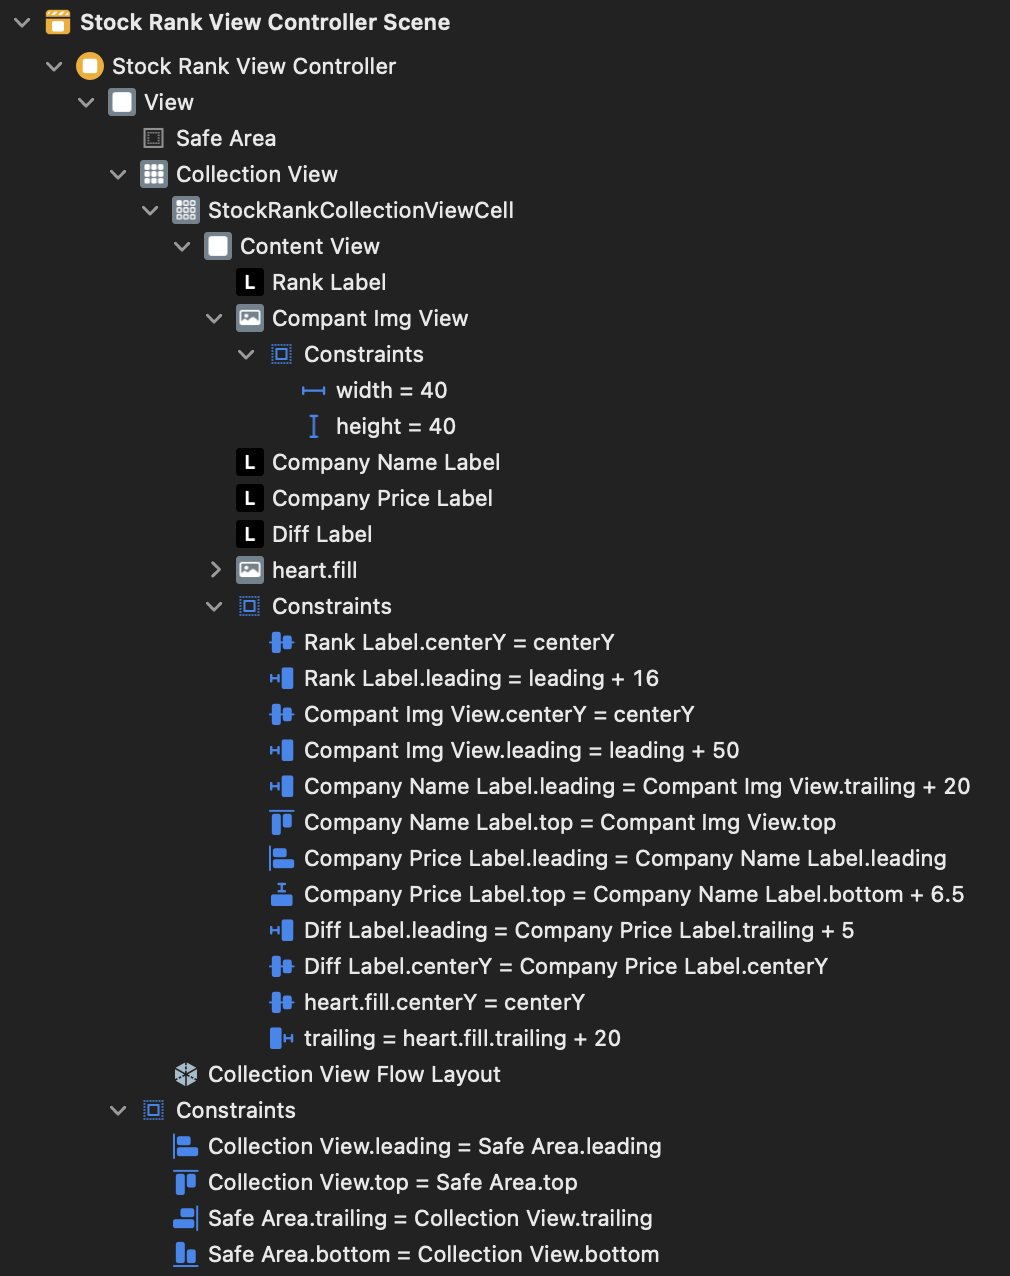 Stock Rank View Controller Scene
Stock Rank View Controller
View
Safe Area
Collection View
StockRankCollectionViewCell
Content View
L Rank Label
Compant Img View
Constraints
width = 40
height = 40
L Company Name Label
L Company Price Label
L Diff Label
heart.fill
Constraints
Rank Label.centerY = centerY
Rank Label.leading = leading + 16
Compant Img View.centerY = centerY
Compant Img View.leading = leading + 50
Company Name Label.leading = Compant Img View.trailing + 20
Company Name Label.top = Compant Img View.top
Company Price Label.leading = Company Name Label.leading
Company Price Label.top = Company Name Label.bottom + 6.5
Diff Label.leading = Company Price Label.trailing + 5
Diff Label.centerY = Company Price Label.centerY
heart.fill.centerY = centerY
trailing = heart.fill.trailing + 20
Collection View Flow Layout
Constraints
Collection View.leading = Safe Area.leading
Collection View.top = Safe Area.top
Safe Area.trailing = Collection View.trailing
Safe Area.bottom = Collection View.bottom